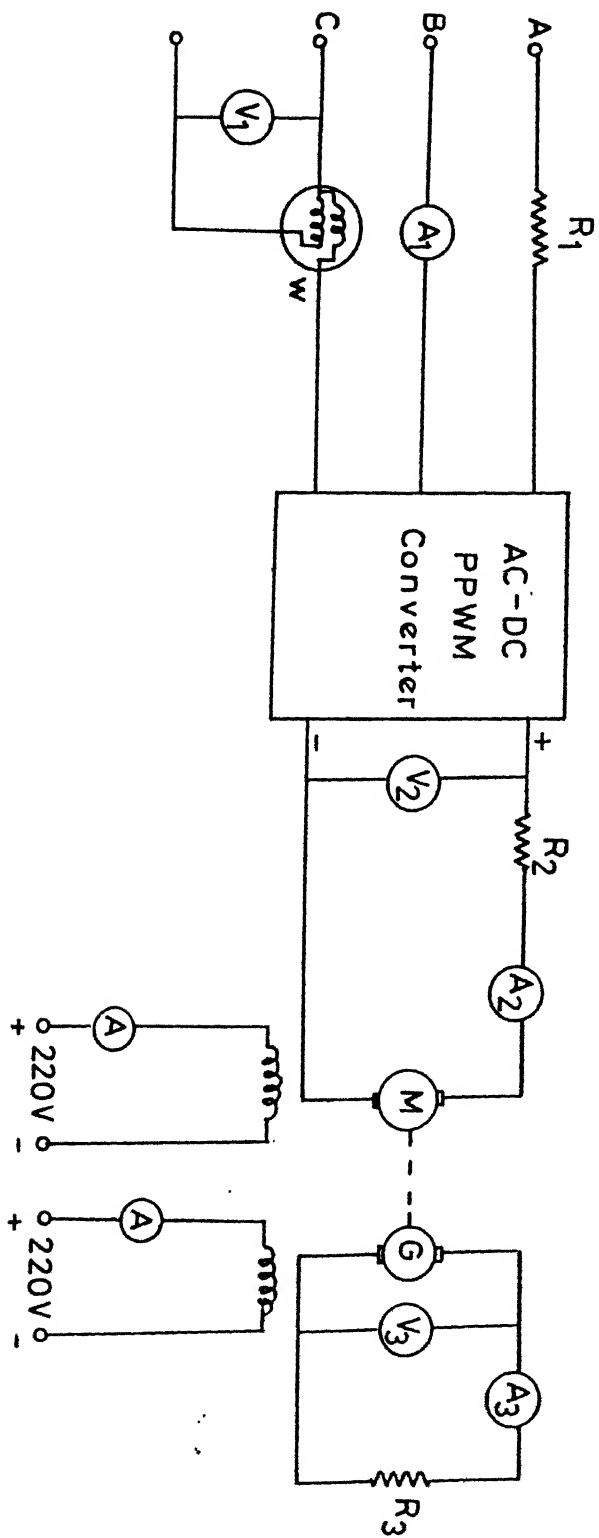 A
R1
B
A1
C
V1
W
AC-DC
PPWM
Converter
+
-
V2
R2
A2
M
G
V3
A3
R3
A
+ 220V -
A
+ 220V -